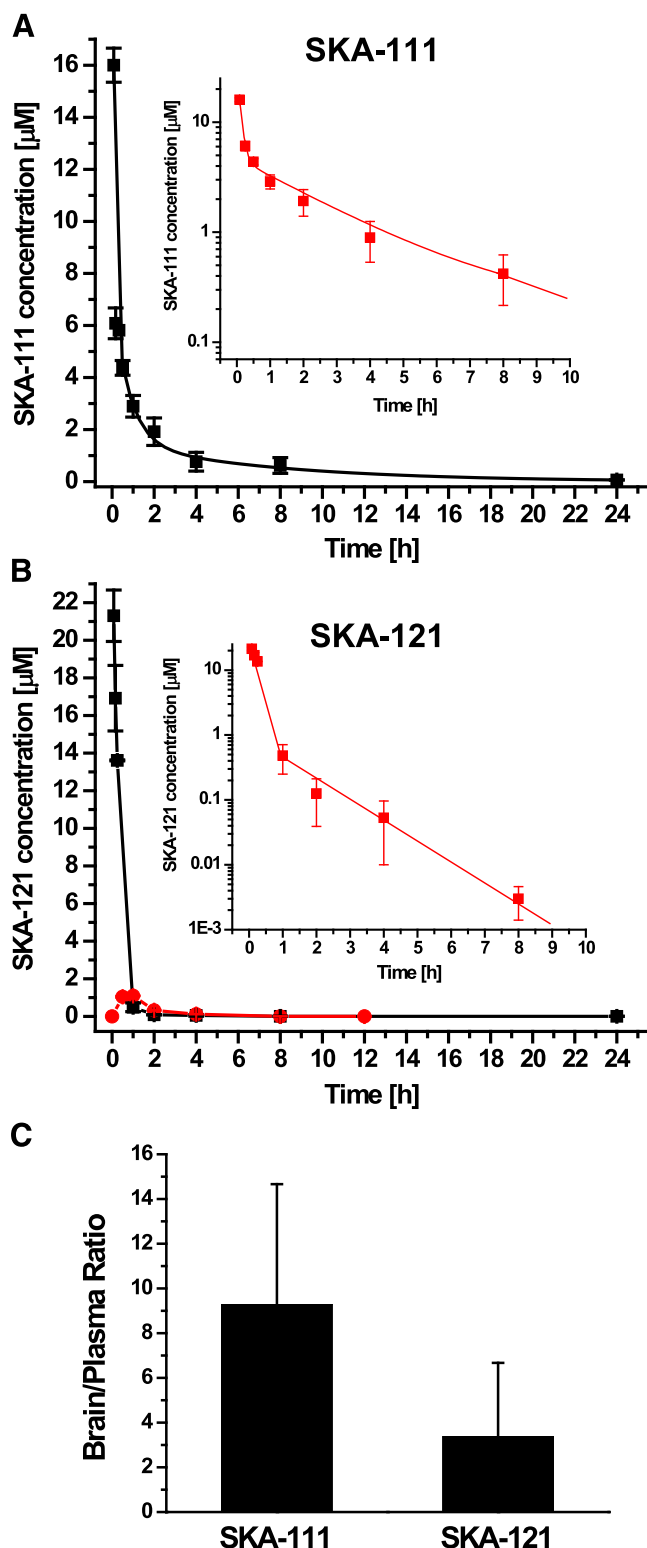 A
SKA-111
SKA-111 concentration [µM]
16
14
12
10
8
6
4
2
0
0 2 4 6 8 10 12 14 16 18 20 22 24
Time [h]
SKA-111 concentration [µM]
10
1
0.1
0 1 2 3 4 5 6 7 8 9 10
Time [h]
B
SKA-121
SKA-121 concentration [µM]
22
20
18
16
14
12
10
8
6
4
2
0
0 2 4 6 8 10 12 14 16 18 20 22 24
Time [h]
SKA-121 concentration [µM]
10
1
0.1
0.01
1E-3
0 1 2 3 4 5 6 7 8 9 10
Time [h]
C
Brain/Plasma Ratio
16
14
12
10
8
6
4
2
0
SKA-111 SKA-121